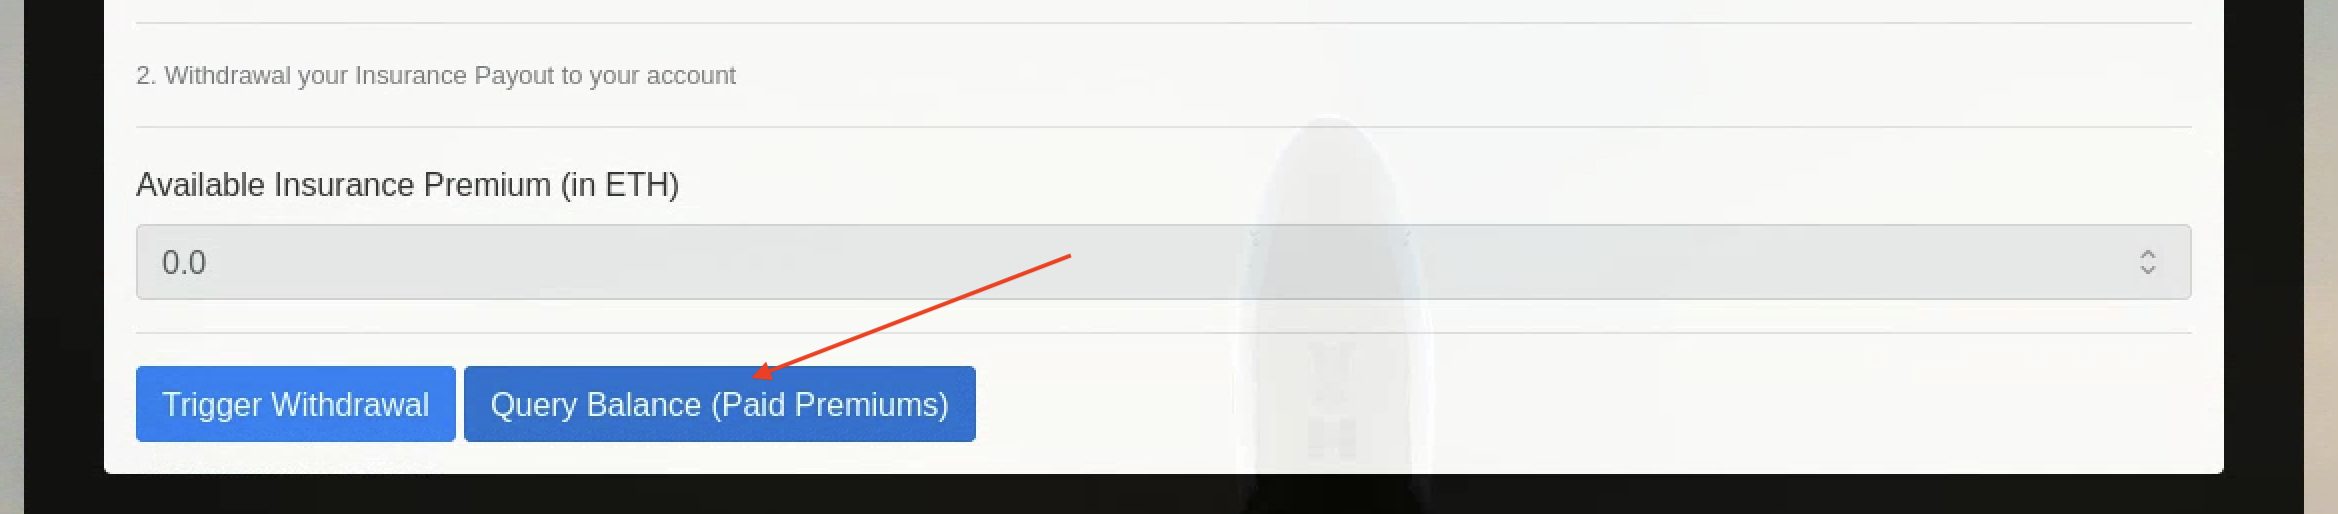 2. Withdrawal your Insurance Payout to your account
Available Insurance Premium (in ETH)
0.0
Trigger Withdrawal
Query Balance (Paid Premiums)